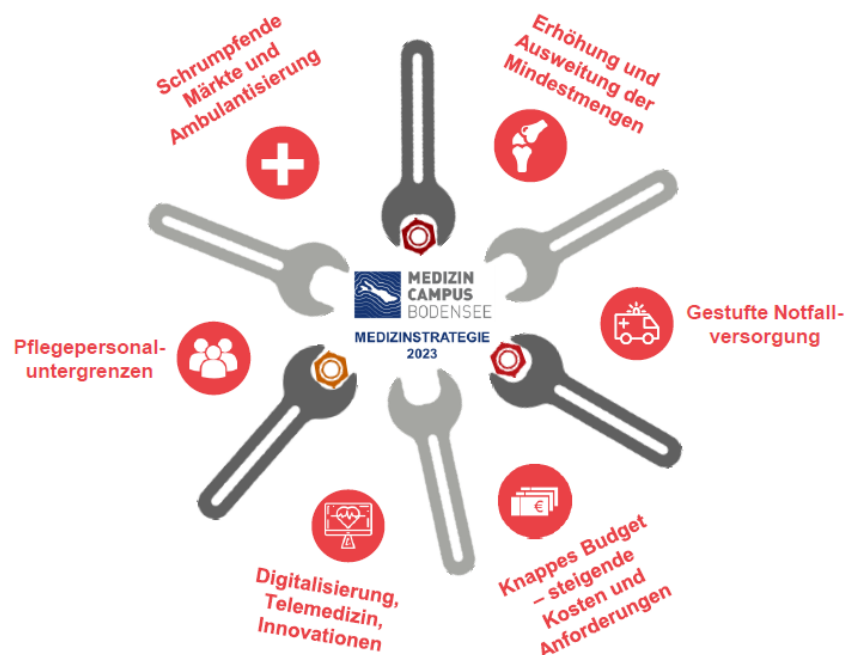 Schrumpfende
Märkte und
Ambulantisierung
Erhöhung und
Ausweitung der
Mindestmengen
MEDIZIN
CAMPUS
BODENSEE
MEDIZINSTRATEGIE
2023
Gestufte Notfall-
versorgung
Pflegepersonal-
untergrenzen
€
Knappes Budget
– steigende
Kosten und
Anforderungen
Digitalisierung,
Telemedizin,
Innovationen